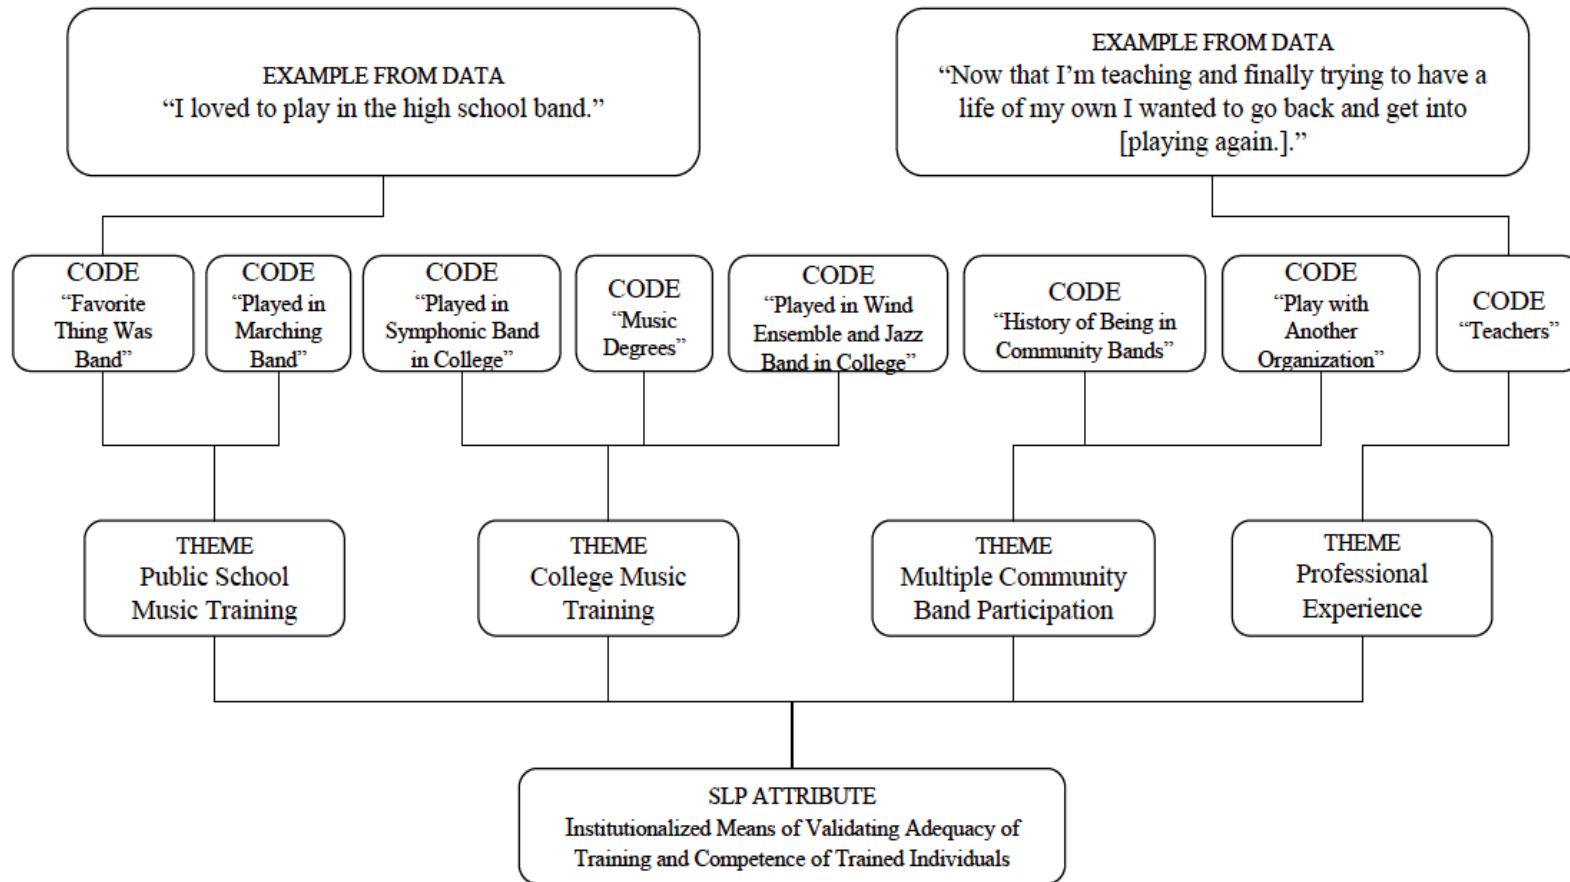 EXAMPLE FROM DATA
“I loved to play in the high school band.”
EXAMPLE FROM DATA
“Now that I’m teaching and finally trying to have a
life of my own I wanted to go back and get into
[playing again.].”
CODE
“Favorite
Thing Was
Band”
CODE
“Played in
Marching
Band”
CODE
“Played in
Symphonic Band
in College”
CODE
“Music
Degrees”
CODE
“Played in Wind
Ensemble and Jazz
Band in College”
CODE
“History of Being in
Community Bands”
CODE
“Play with
Another
Organization”
CODE
“Teachers”
THEME
Public School
Music Training
THEME
College Music
Training
THEME
Multiple Community
Band Participation
THEME
Professional
Experience
SLP ATTRIBUTE
Institutionalized Means of Validating Adequacy of
Training and Competence of Trained Individuals